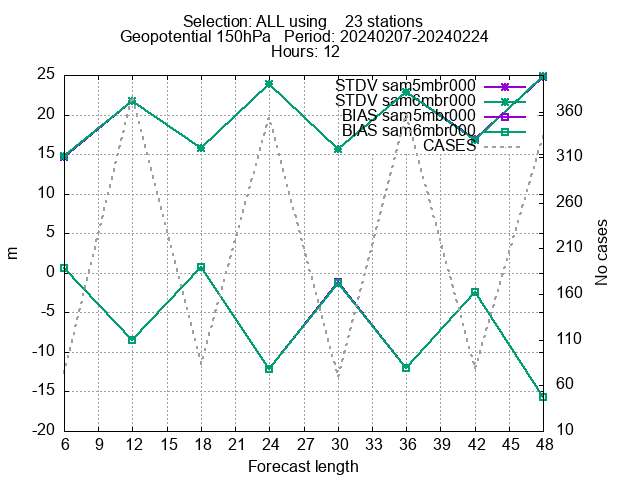 Selection: ALL using 23 stations
Geopotential 150hPa Period: 20240207-20240224
Hours: 12
STDV sam5mbr000
STDV sam6mbr000
BIAS sam5mbr000
BIAS sam6mbr000
CASES
25
20
15
10
5
0
-5
-10
-15
-20
m
360
310
260
210
160
110
60
10
No cases
6 9 12 15 18 21 24 27 30 33 36 39 42 45 48
Forecast length